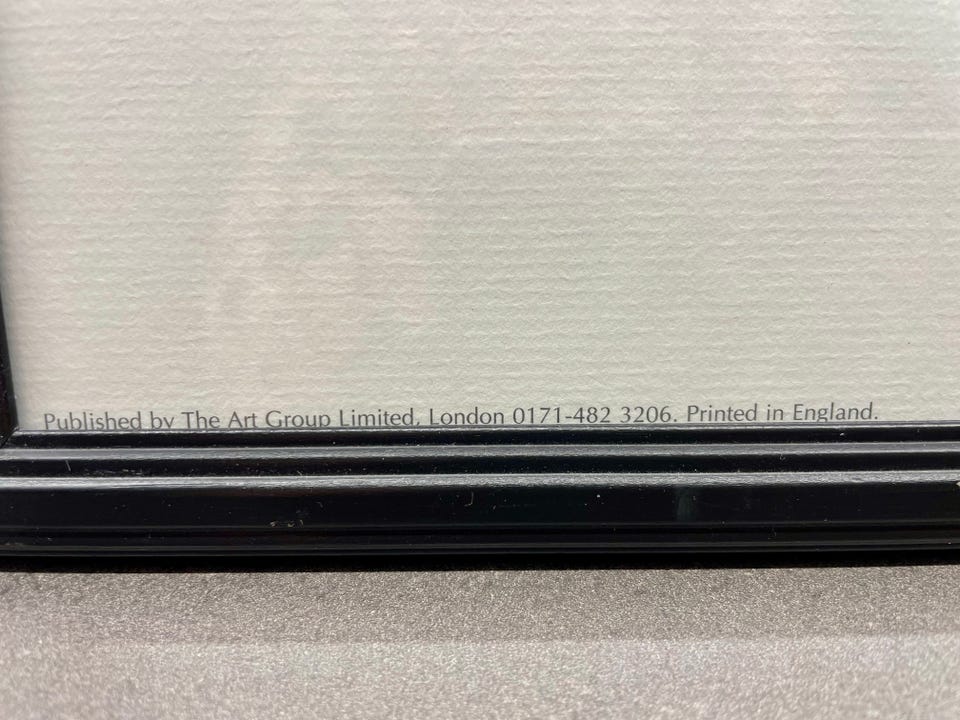 Published by The Art Group Limited, London 0171-482 3206. Printed in England.